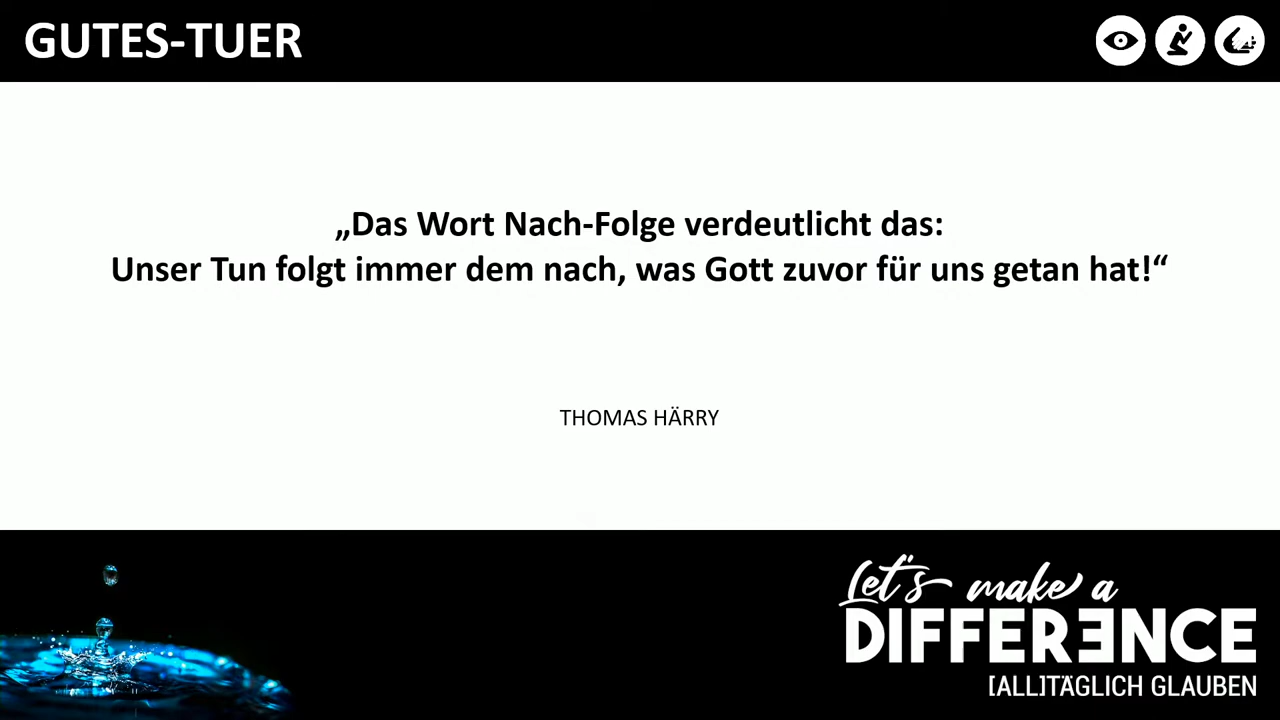 GUTES-TUER
„Das Wort Nach-Folge verdeutlicht das:
Unser Tun folgt immer dem nach, was Gott zuvor für uns getan hat!“
THOMAS HÄRRY
Let's make a
DIFFERENCE
[ALL]TÄGLICH GLAUBEN